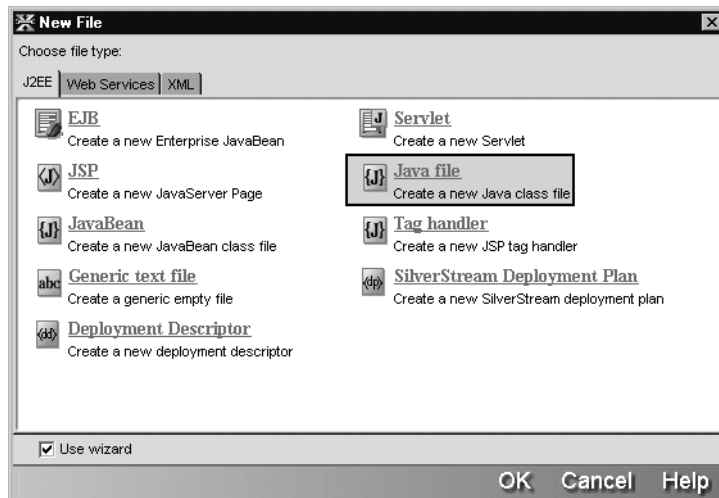 New File
Choose file type:
J2EE Web Services XML
EJB
Create a new Enterprise JavaBean
Servlet
Create a new Servlet
JSP
Create a new JavaServer Page
Java file
Create a new Java class file
JavaBean
Create a new JavaBean class file
Tag handler
Create a new JSP tag handler
Generic text file
Create a generic empty file
SilverStream Deployment Plan
Create a new SilverStream deployment plan
Deployment Descriptor
Create a new deployment descriptor
Use wizard
OK Cancel Help